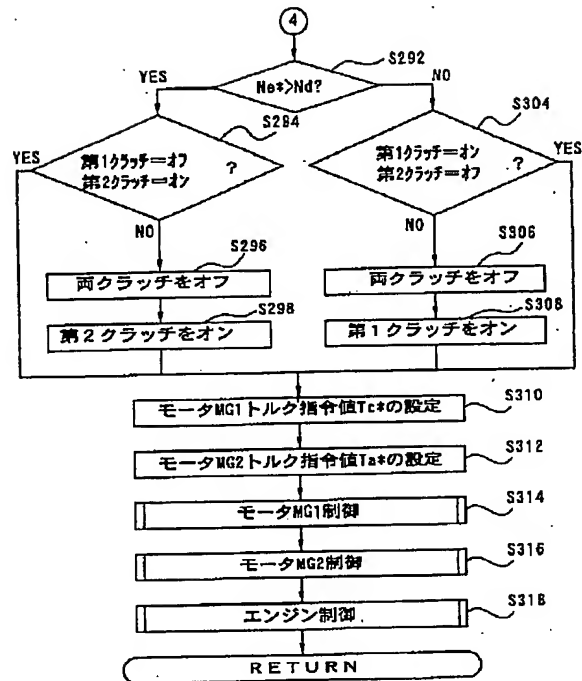 4
S292
YES
Ne*>Nd?
NO
S294
S304
YES
第1クラッチ=オフ
第2クラッチ=オン
?
第1クラッチ=オン
第2クラッチ=オフ
?
YES
NO
NO
S296
S306
両クラッチをオフ
両クラッチをオフ
S298
S308
第2クラッチをオン
第1クラッチをオン
S310
モータMG1トルク指令値Tc*の設定
S312
モータMG2トルク指令値Ta*の設定
S314
モータMG1制御
S316
モータMG2制御
S318
エンジン制御
RETURN